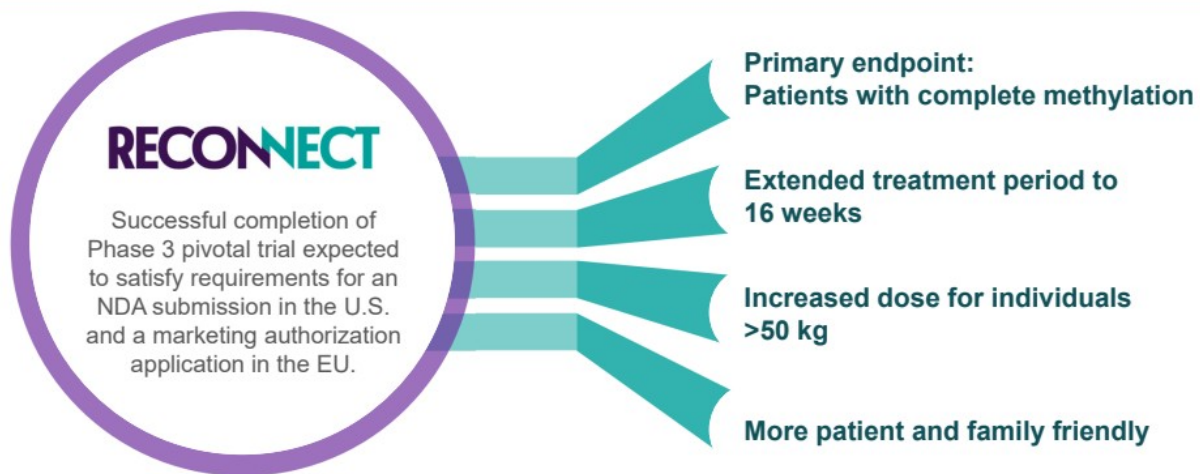 RECONNECT
Successful completion of
Phase 3 pivotal trial expected
to satisfy requirements for an
NDA submission in the U.S.
and a marketing authorization
application in the EU.
Primary endpoint:
Patients with complete methylation
Extended treatment period to
16 weeks
Increased dose for individuals
>50 kg
More patient and family friendly